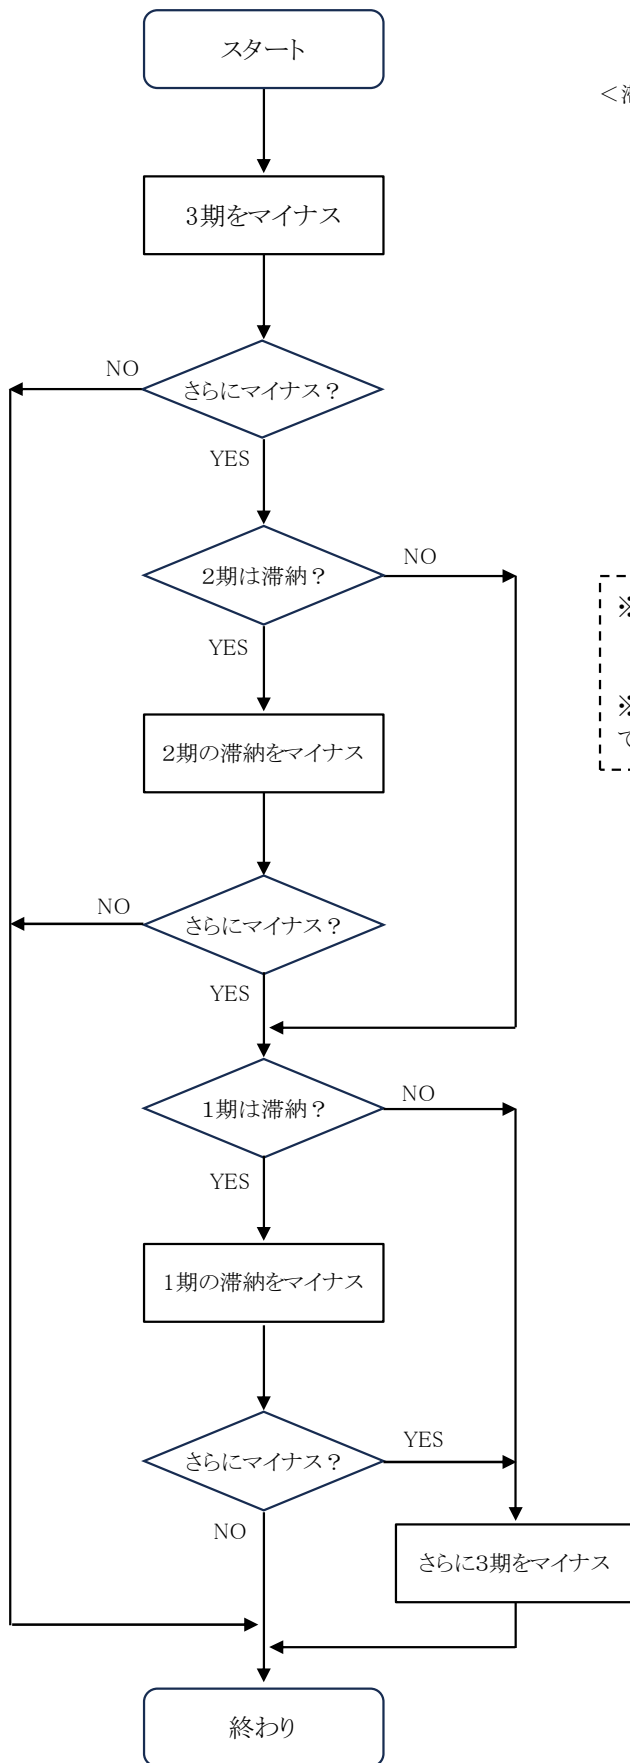 スタート
<滞
3期をマイナス
NO
さらにマイナス?
YES
2期は滞納?
NO
YES
※
2期の滞納をマイナス
※
て
NO
さらにマイナス?
YES
1期は滞納?
NO
YES
1期の滞納をマイナス
さらにマイナス?
YES
NO
さらに3期をマイナス
終わり